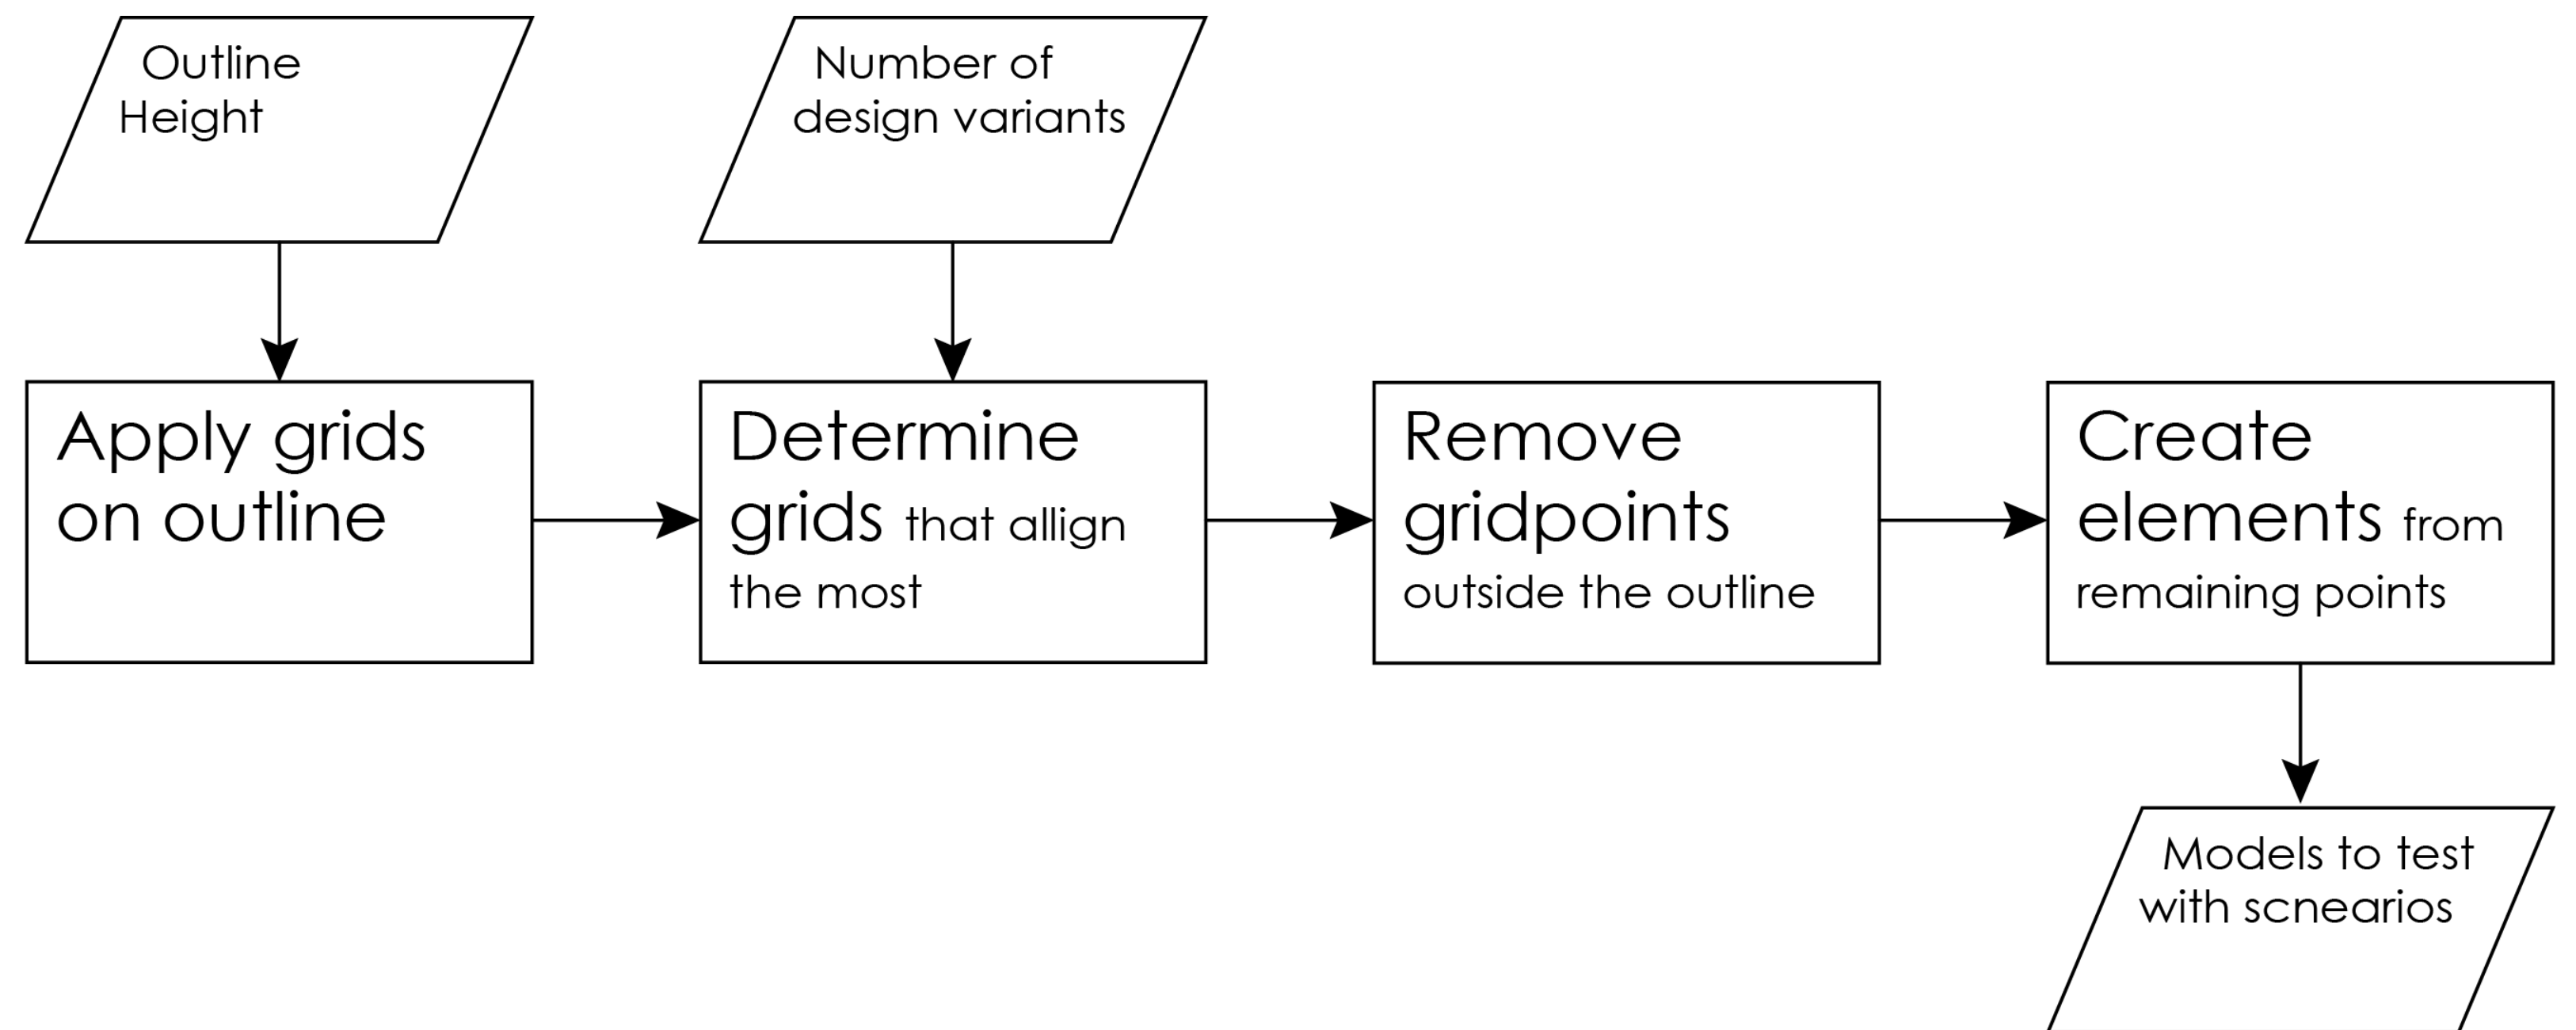 Outline
Height
Number of
design variants
Apply grids
on outline
Determine
grids that allign
the most
Remove
gridpoints
outside the outline
Create
elements from
remaining points
Models to test
with scnearios